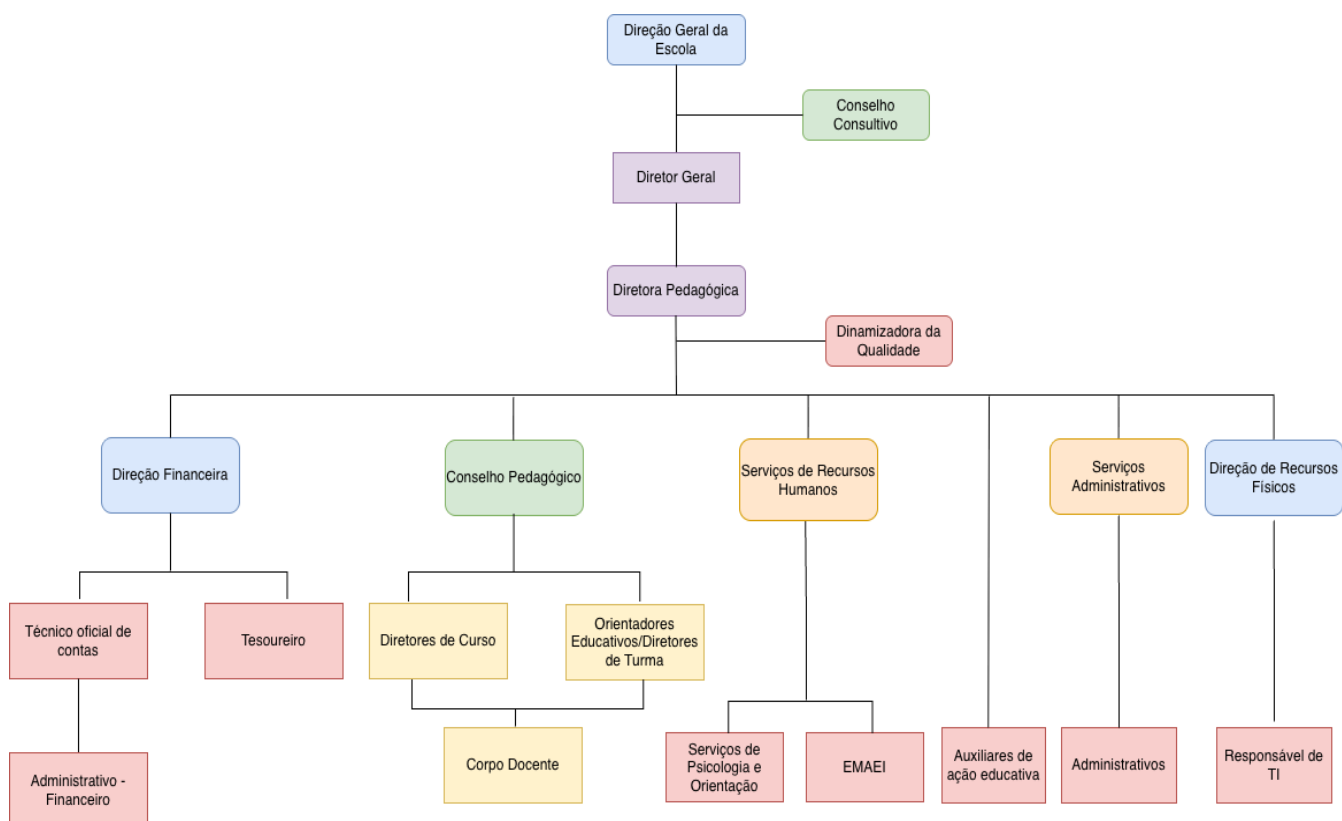 Direção Geral da
Escola
Conselho
Consultivo
Diretor Geral
Diretora Pedagógica
Dinamizadora da
Qualidade
Direção Financeira
Conselho Pedagógico
Serviços de Recursos
Humanos
Serviços
Administrativos
Direção de Recursos
Físicos
Técnico oficial de
contas
Tesoureiro
Diretores de Curso
Orientadores
Educativos/Diretores
de Turma
Administrativo -
Financeiro
Corpo Docente
Serviços de
Psicologia e
Orientação
EMAEI
Auxiliares de
ação educativa
Administrativos
Responsável de
TI